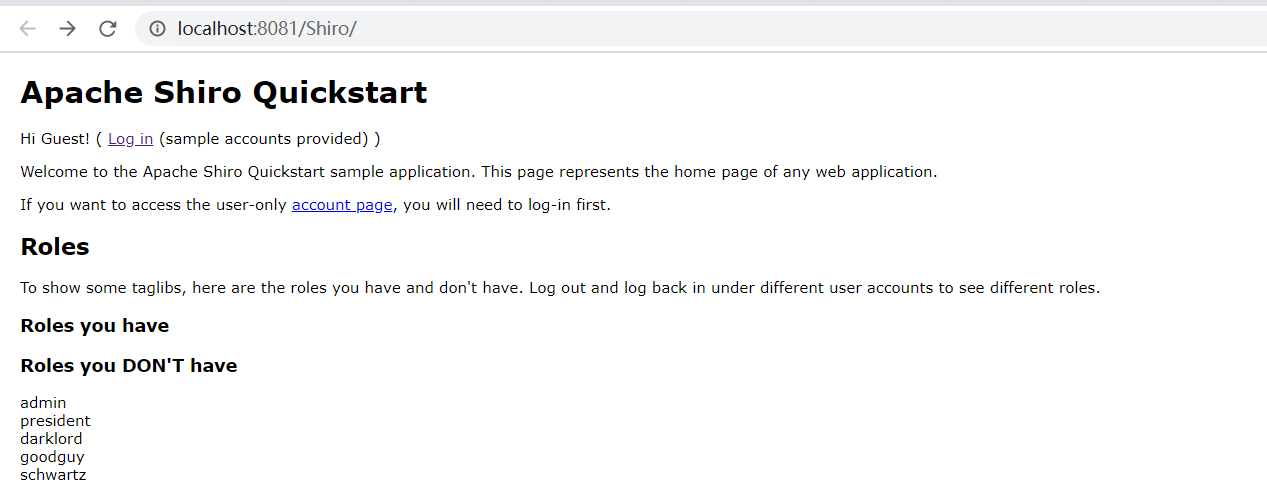 localhost:8081/Shiro/
Apache Shiro Quickstart
Hi Guest! ( Log in (sample accounts provided) )
Welcome to the Apache Shiro Quickstart sample application. This page represents the home page of any web application.
If you want to access the user-only account page, you will need to log-in first.
Roles
To show some taglibs, here are the roles you have and don't have. Log out and log back in under different user accounts to see different roles.
Roles you have
Roles you DON'T have
admin
president
darklord
goodguy
schwartz